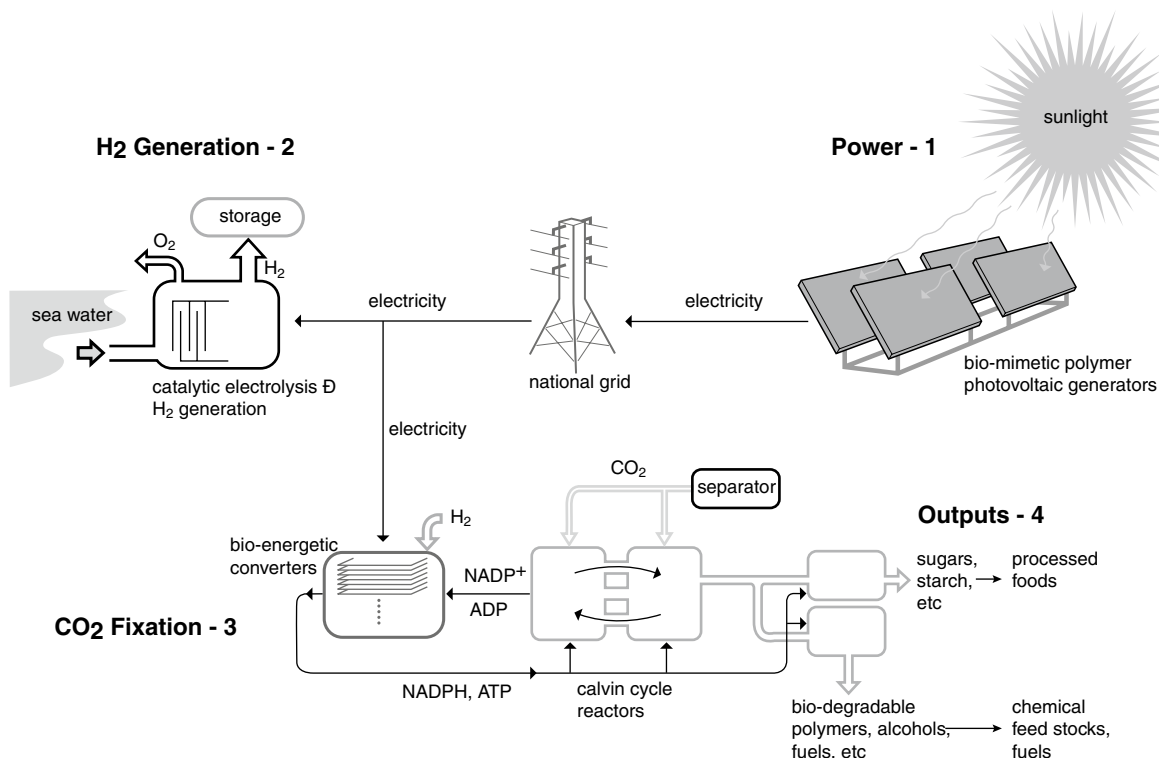 sunlight
H2 Generation - 2
Power - 1
storage
O2
H2
sea water
electricity
electricity
national grid
bio-mimetic polymer
photovoltaic generators
catalytic electrolysis Đ
H2 generation
electricity
CO2
separator
Outputs - 4
H2
bio-energetic
converters
NADP+
ADP
sugars,
starch,
etc
processed
foods
CO2 Fixation - 3
NADPH, ATP
calvin cycle
reactors
bio-degradable
polymers, alcohols,
fuels, etc
chemical
feed stocks,
fuels